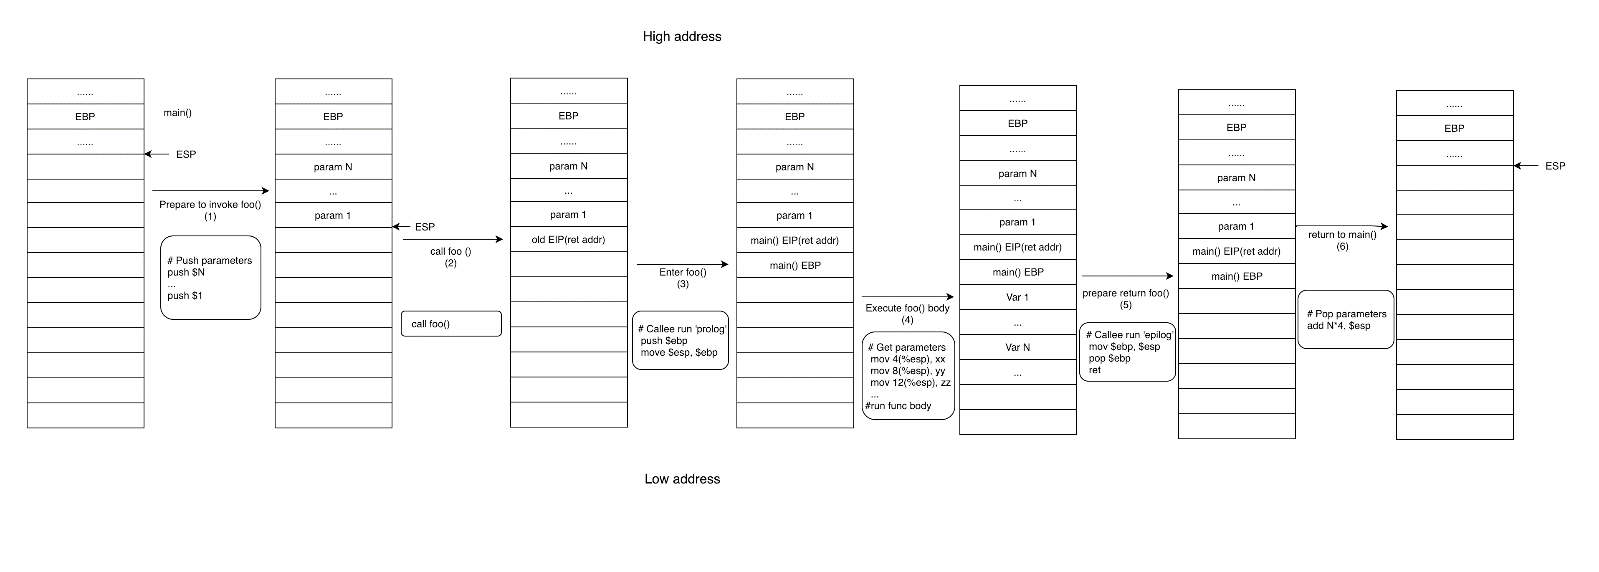 High address
......
EBP
......
main()
ESP
Prepare to invoke foo()
(1)
# Push parameters
push $N
...
push $1
......
EBP
......
param N
...
param 1
ESP
call foo ()
(2)
call foo()
......
EBP
......
param N
...
param 1
old EIP(ret addr)
Enter foo()
(3)
# Callee run 'prolog'
push $ebp
move $esp, $ebp
......
EBP
......
param N
...
param 1
main() EIP(ret addr)
main() EBP
Execute foo() body
(4)
# Get parameters
mov 4(%esp), xx
mov 8(%esp), yy
mov 12(%esp), zz
...
#run func body
......
EBP
......
param N
...
param 1
main() EIP(ret addr)
main() EBP
Var 1
...
Var N
...
prepare return foo()
(5)
# Callee run 'epilog'
mov $ebp, $esp
pop $ebp
ret
......
EBP
......
param N
...
param 1
main() EIP(ret addr)
main() EBP
return to main()
(6)
# Pop parameters
add N*4, $esp
......
EBP
......
ESP
Low address